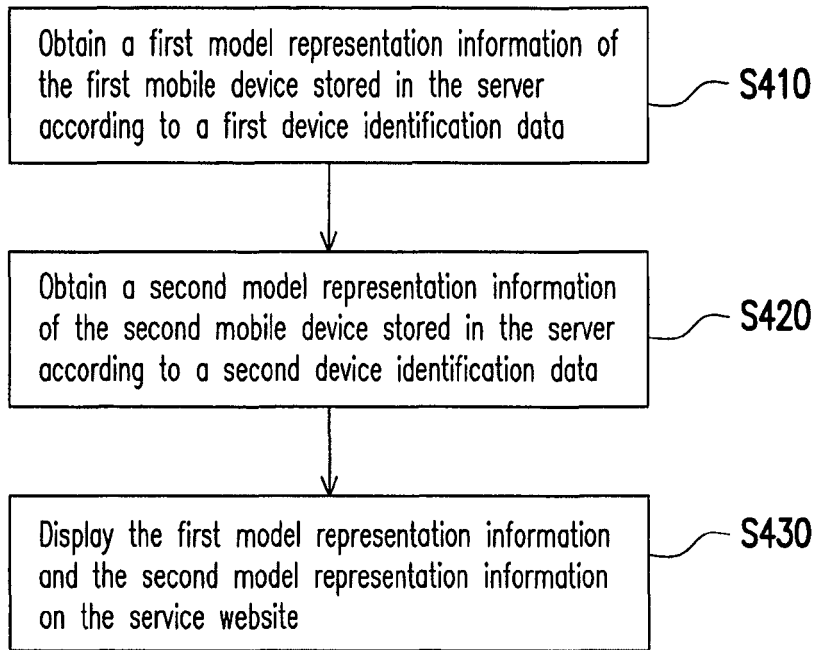 Obtain a first model representation information of
the first mobile device stored in the server
according to a first device identification data
S410
Obtain a second model representation information
of the second mobile device stored in the server
according to a second device identification data
S420
Display the first model representation information
and the second model representation information
on the service website
S430